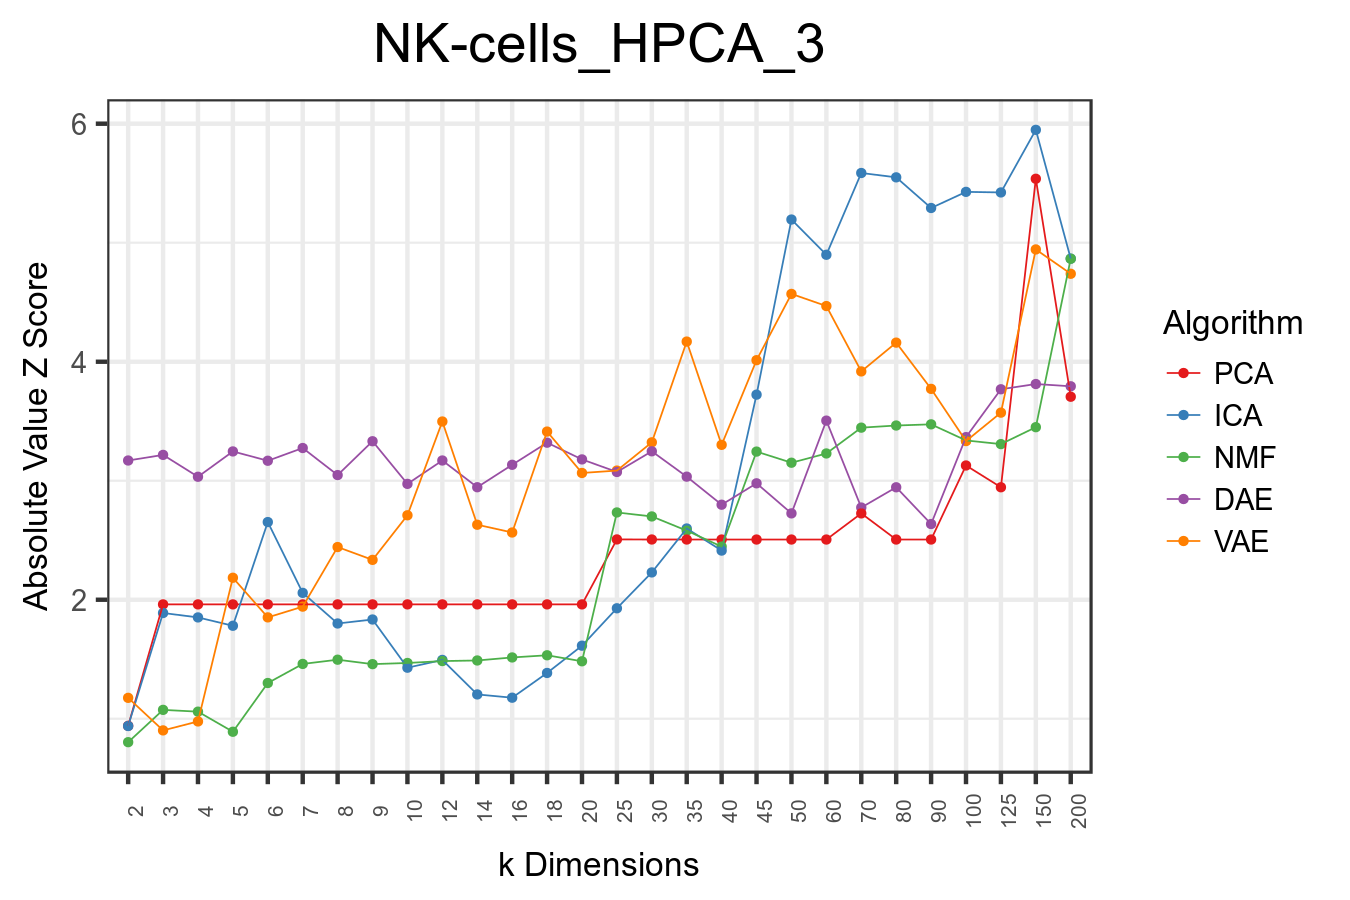 NK-cells_HPCA_3
Absolute Value Z Score
6
4
2
2 3 4 5 6 7 8 9 10 12 14 16 18 20 25 30 35 40 45 50 60 70 80 90 100 125 150 200
k Dimensions
Algorithm
PCA
ICA
NMF
DAE
VAE